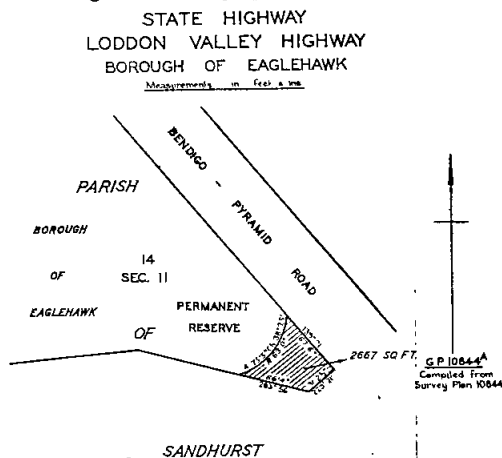 STATE HIGHWAY
LODDON VALLEY HIGHWAY
BOROUGH OF EAGLEHAWK
Measurements in feet & ins
BENDIGO - PYRAMID ROAD
PARISH
BOROUGH
OF
EAGLEHAWK
14
SEC. 11
PERMANENT
RESERVE
OF
2667 SQ FT.
GP 10844A
Compiled from
Survey Plan 10844
SANDHURST